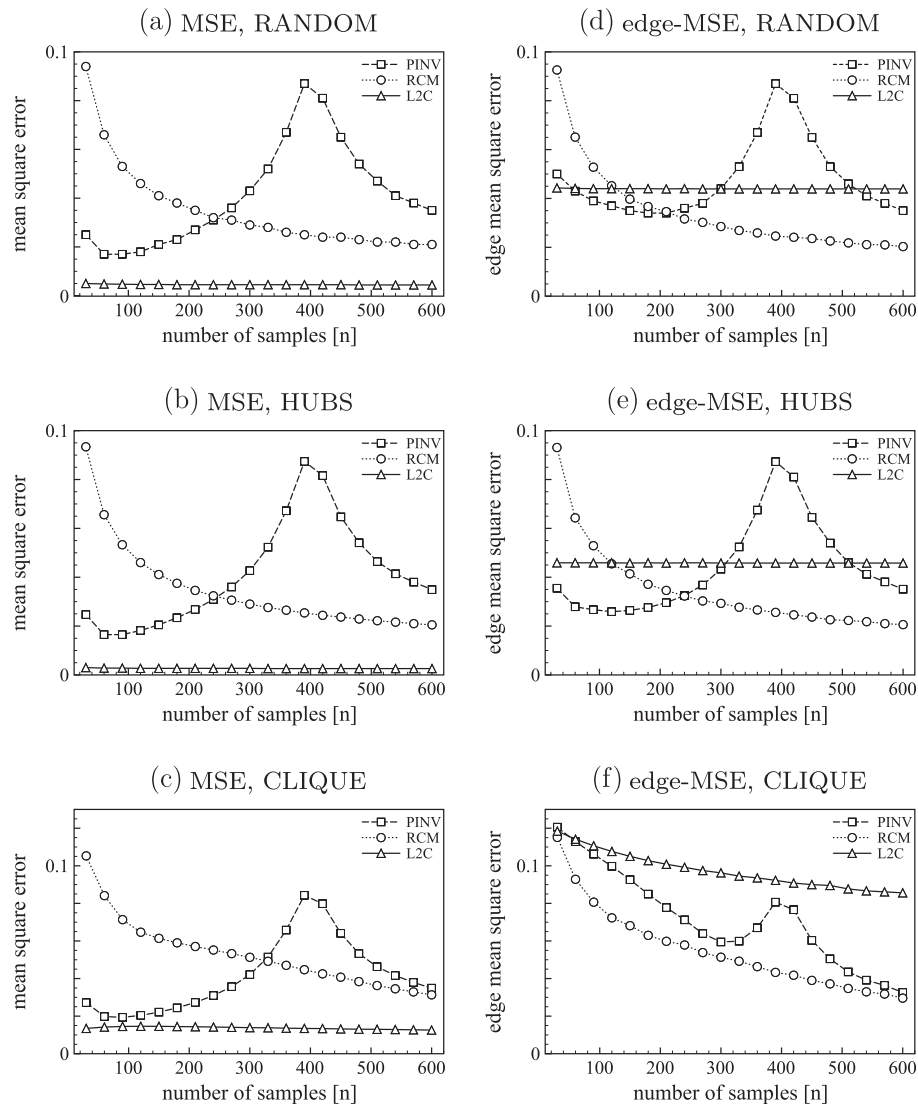 (a) MSE, RANDOM
mean square error
0.1
0
PINV
RCM
L2C
100 200 300 400 500 600
number of samples [n]
(d) edge-MSE, RANDOM
edge mean square error
0.1
0
PINV
RCM
L2C
100 200 300 400 500 600
number of samples [n]
(b) MSE, HUBS
mean square error
0.1
0
PINV
RCM
L2C
100 200 300 400 500 600
number of samples [n]
(e) edge-MSE, HUBS
edge mean square error
0.1
0
PINV
RCM
L2C
100 200 300 400 500 600
number of samples [n]
(c) MSE, CLIQUE
mean square error
0.1
0
PINV
RCM
L2C
100 200 300 400 500 600
number of samples [n]
(f) edge-MSE, CLIQUE
edge mean square error
0.1
0
PINV
RCM
L2C
100 200 300 400 500 600
number of samples [n]